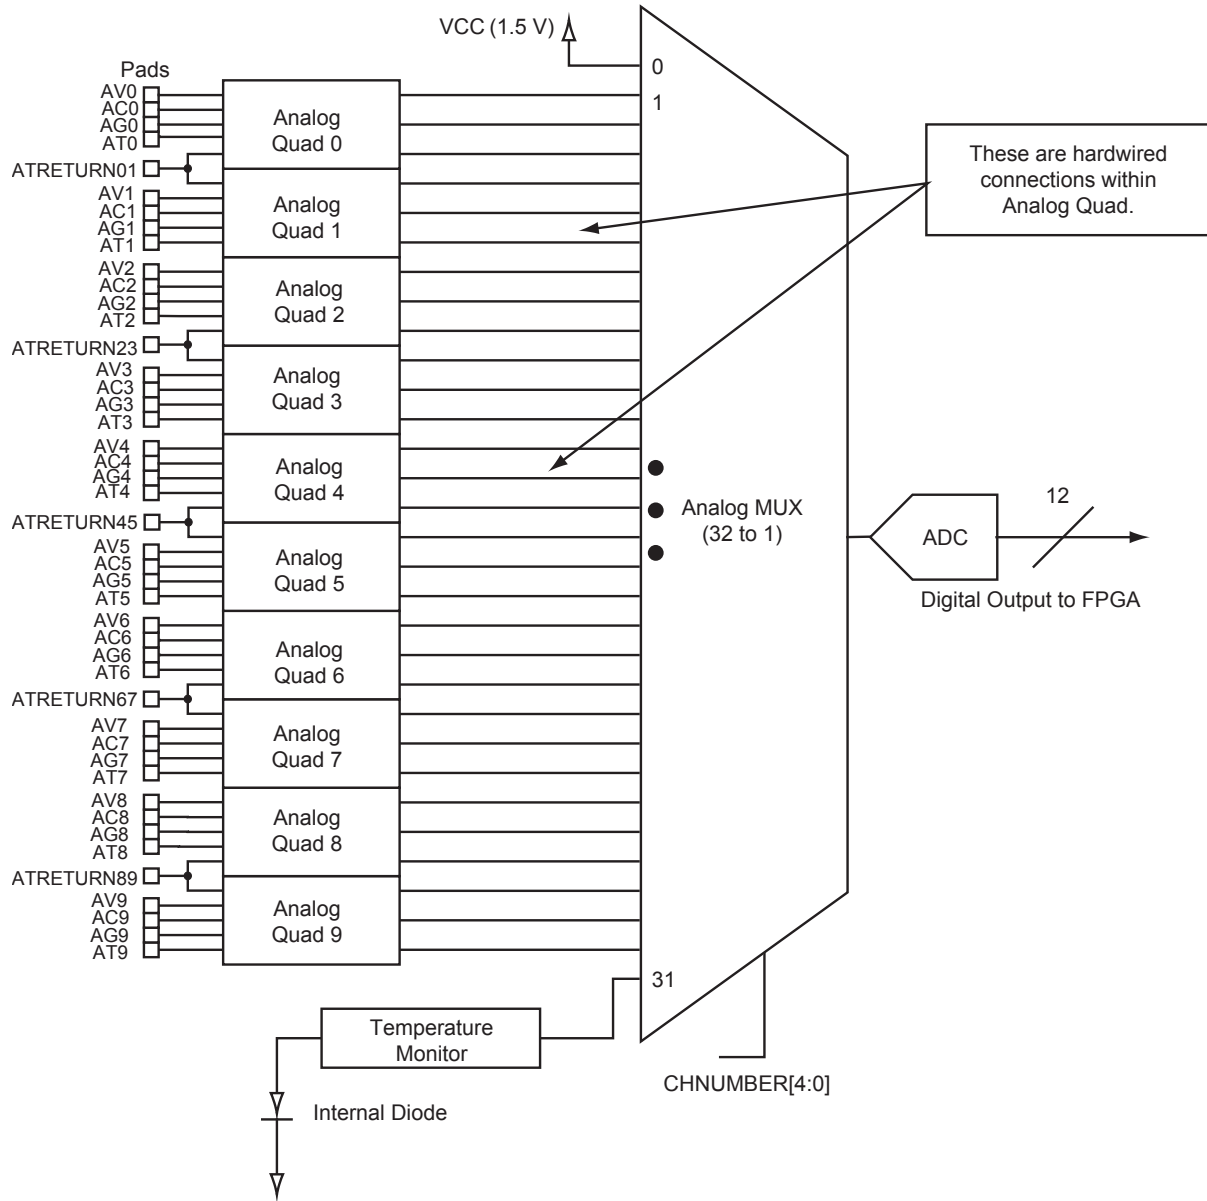 VCC (1.5 V)
Pads
0
1
AV0
AC0
AG0
AT0
Analog
Quad 0
ATRETURN01
AV1
AC1
AG1
AT1
Analog
Quad 1
These are hardwired
connections within
Analog Quad.
AV2
AC2
AG2
AT2
Analog
Quad 2
ATRETURN23
AV3
AC3
AG3
AT3
Analog
Quad 3
AV4
AC4
AG4
AT4
Analog
Quad 4
ATRETURN45
Analog MUX
(32 to 1)
ADC
12
Digital Output to FPGA
AV5
AC5
AG5
AT5
Analog
Quad 5
AV6
AC6
AG6
AT6
Analog
Quad 6
ATRETURN67
AV7
AC7
AG7
AT7
Analog
Quad 7
AV8
AC8
AG8
AT8
Analog
Quad 8
ATRETURN89
AV9
AC9
AG9
AT9
Analog
Quad 9
31
Temperature
Monitor
CHNUMBER[4:0]
Internal Diode